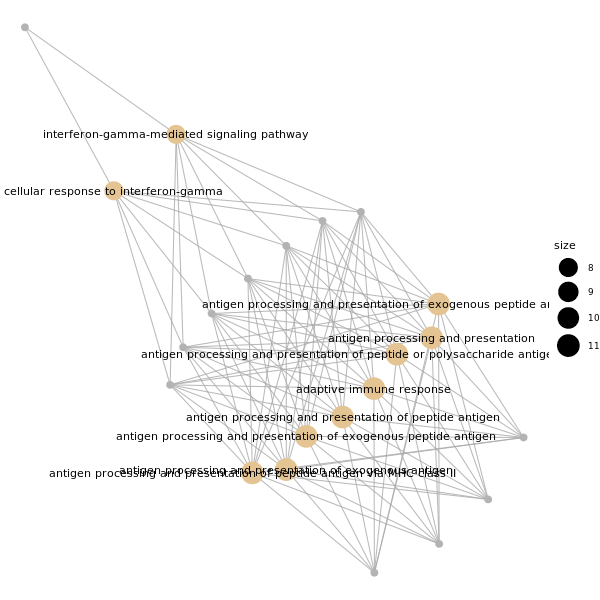 interferon-gamma-mediated signaling pathway
cellular response to interferon-gamma
size
8
9
10
11
antigen processing and presentation of exogenous peptide an
antigen processing and presentation
antigen processing and presentation of peptide or polysaccharide antige
adaptive immune response
antigen processing and presentation of peptide antigen
antigen processing and presentation of exogenous peptide antigen
antigen processing and presentation of exogenous antigen
antigen processing and presentation of peptide antigen via MHC class II